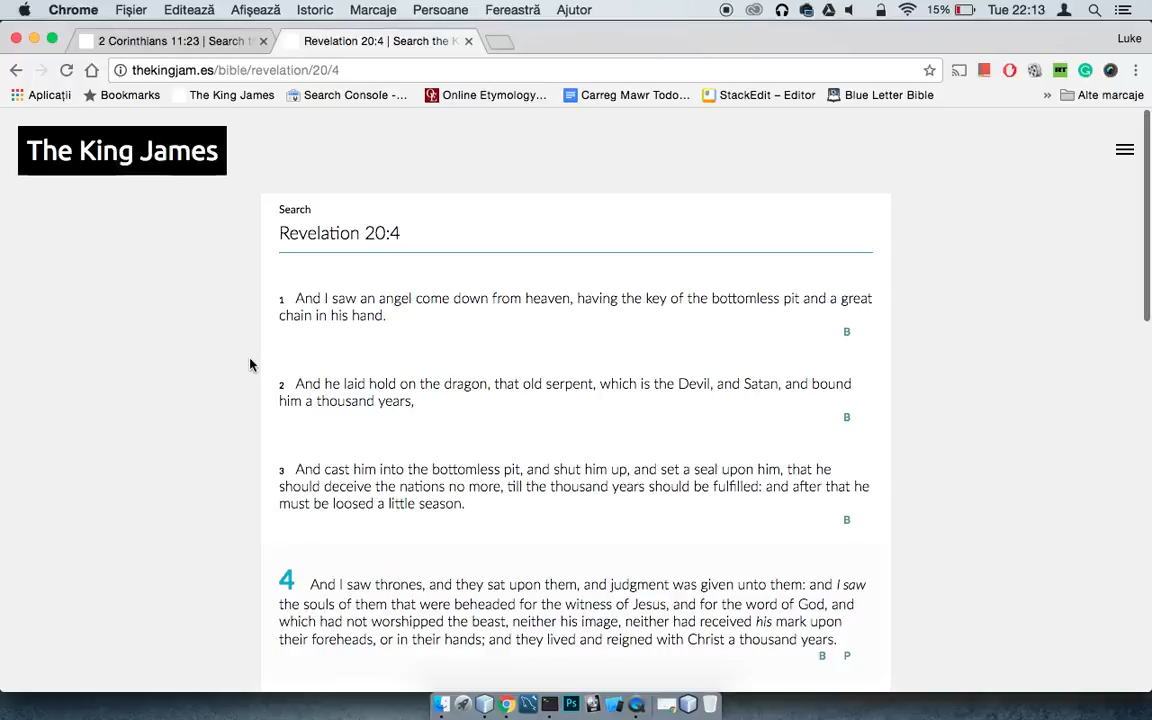 Chrome Fișier Editează Afișează Istoric Marcaje Persoane Fereastră Ajutor 15% Tue 22:13
2 Corinthians 11:23 | Search t Revelation 20:4 | Search the K Luke
thekingjam.es/bible/revelation/20/4
Aplicații Bookmarks The King James Search Console -... Online Etymology... Carreg Mawr Todo... StackEdit – Editor Blue Letter Bible » Alte marcaje
The King James
Search
Revelation 20:4
1 And I saw an angel come down from heaven, having the key of the bottomless pit and a great
chain in his hand.
B
2 And he laid hold on the dragon, that old serpent, which is the Devil, and Satan, and bound
him a thousand years,
B
3 And cast him into the bottomless pit, and shut him up, and set a seal upon him, that he
should deceive the nations no more, till the thousand years should be fulfilled: and after that he
must be loosed a little season.
B
4 And I saw thrones, and they sat upon them, and judgment was given unto them: and I saw
the souls of them that were beheaded for the witness of Jesus, and for the word of God, and
which had not worshipped the beast, neither his image, neither had received his mark upon
their foreheads, or in their hands; and they lived and reigned with Christ a thousand years.
B P
Ps